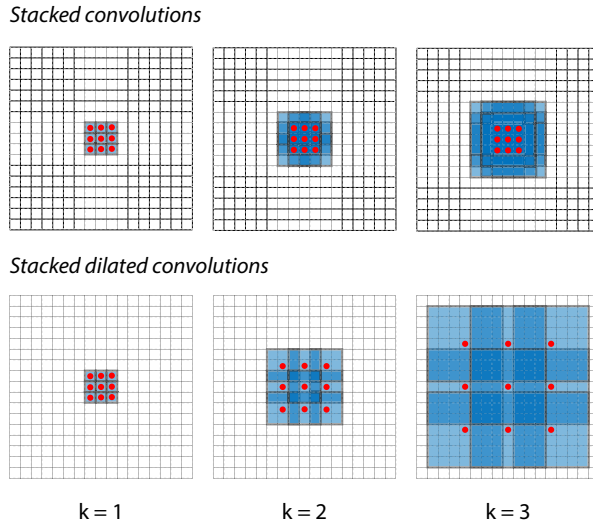 Stacked convolutions
Stacked dilated convolutions
k = 1 k = 2 k = 3